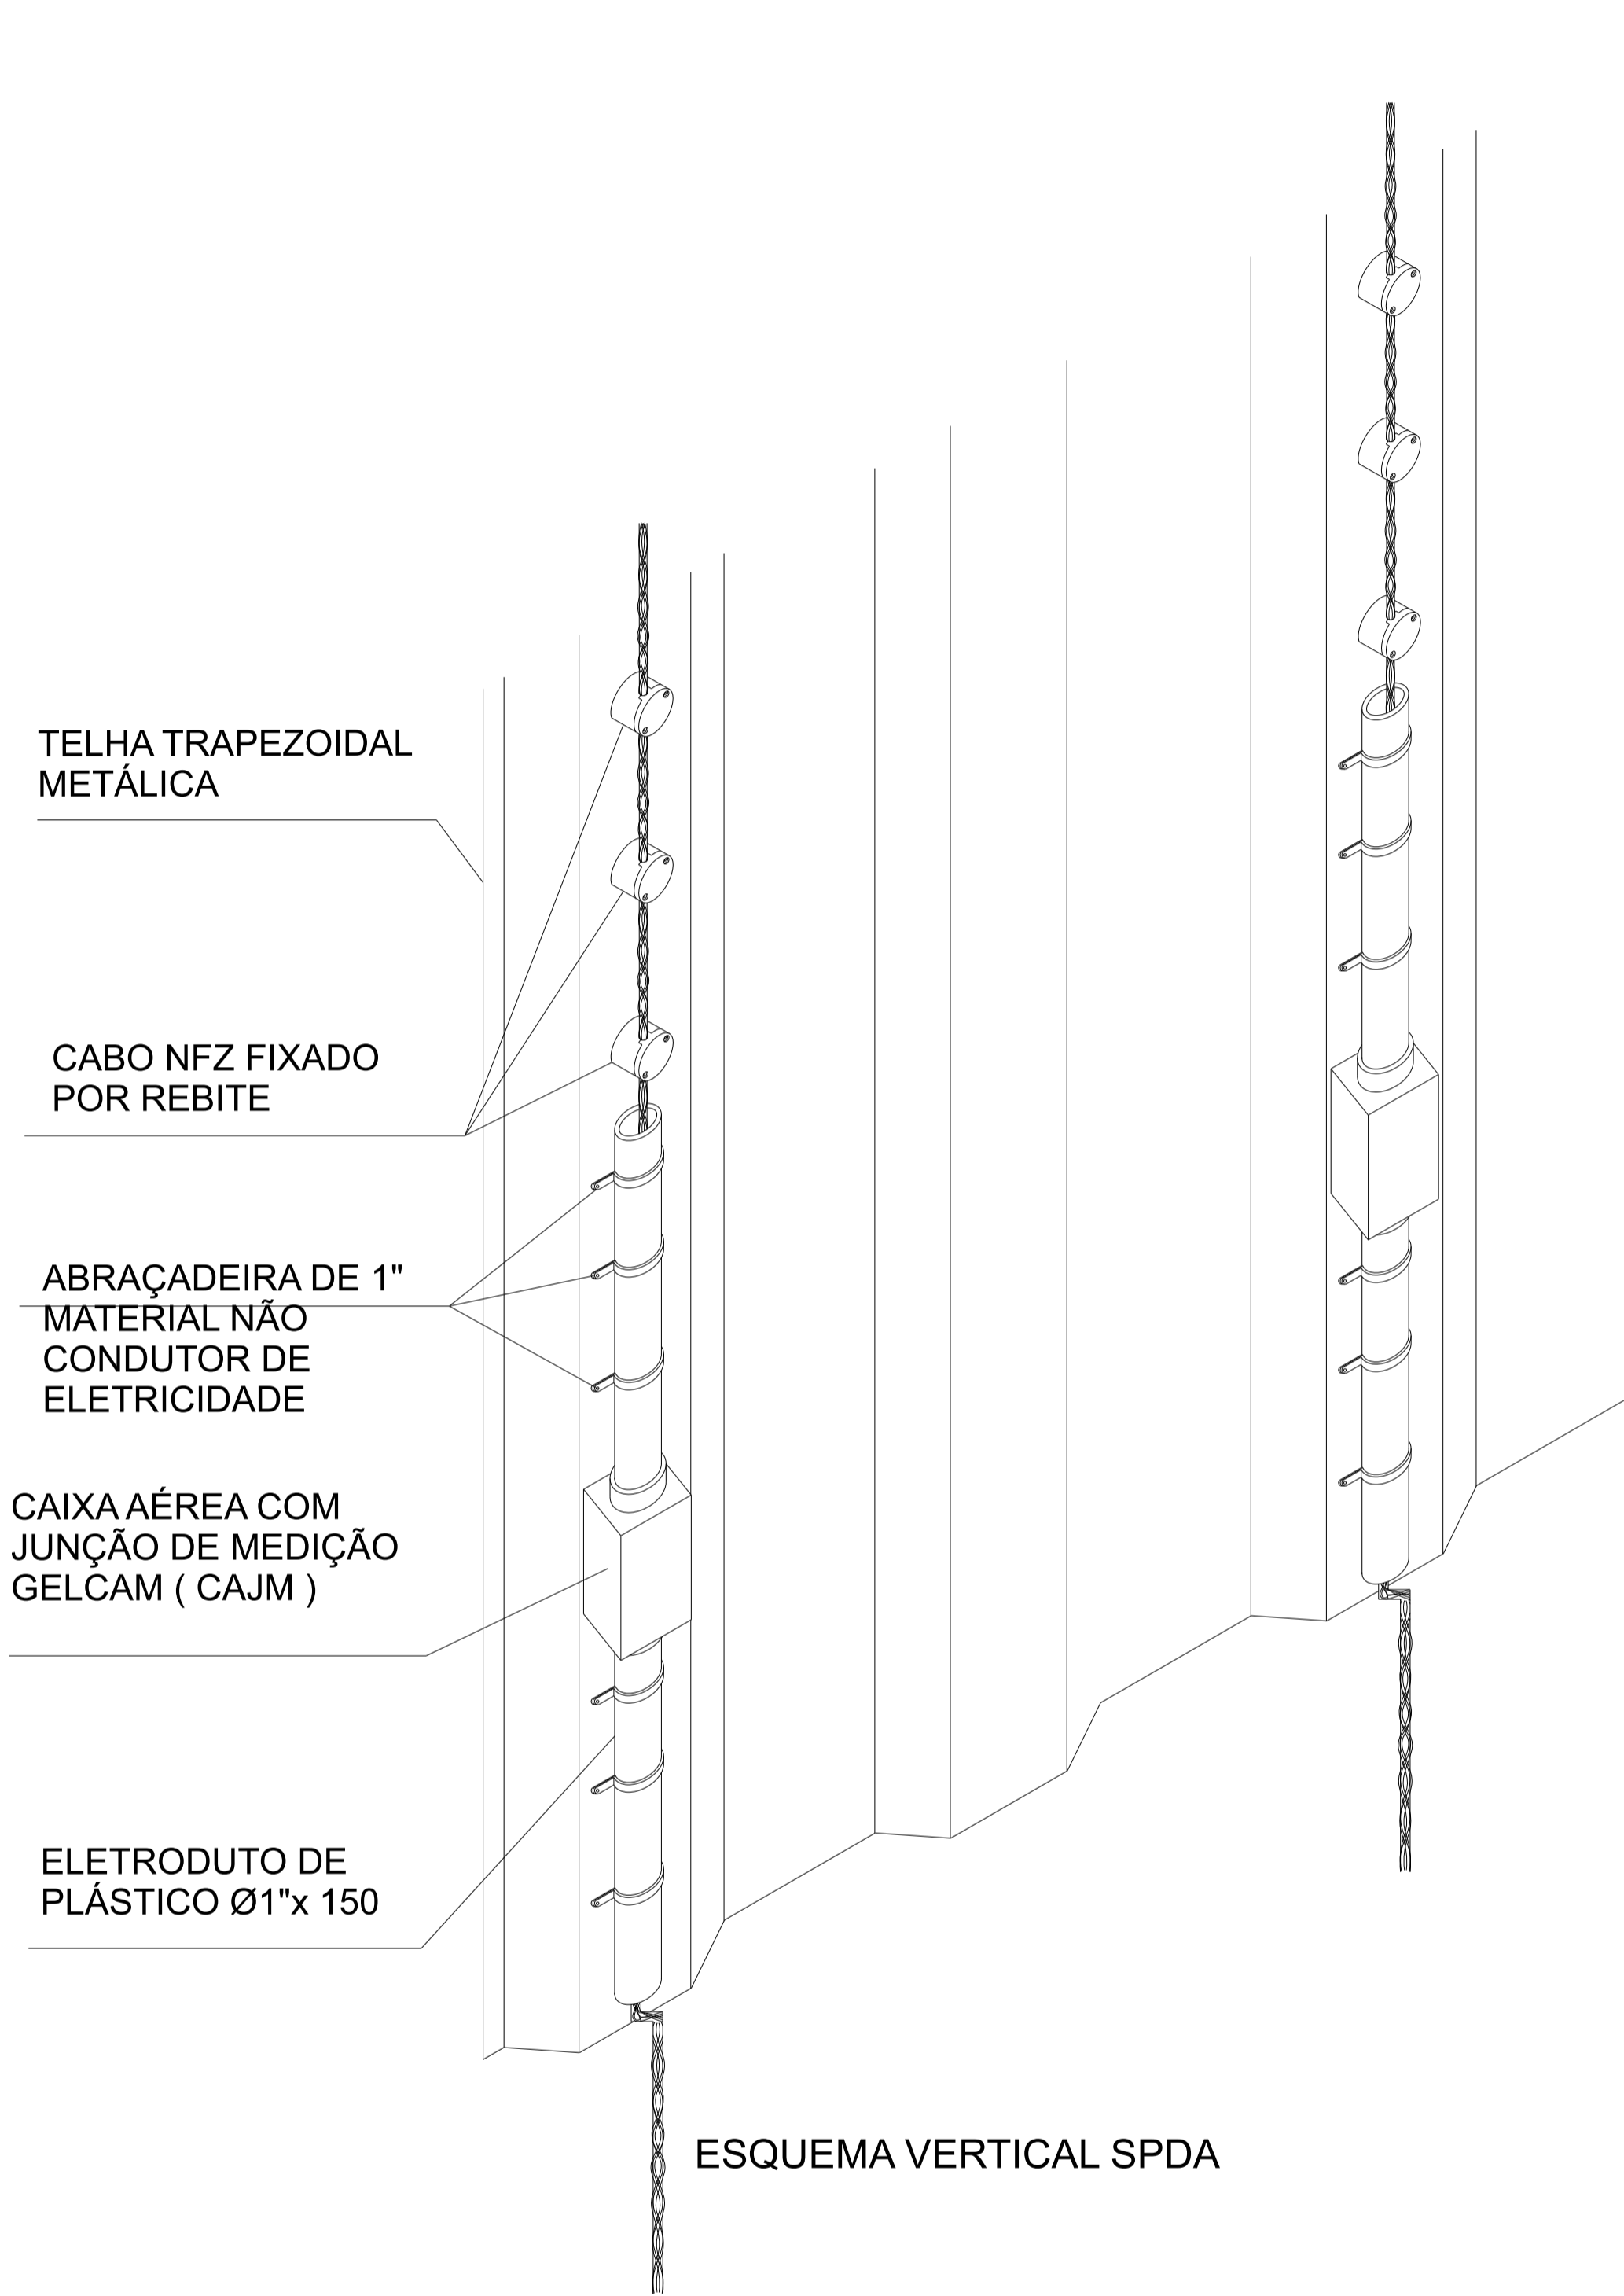 TELHA TRAPEZOIDAL
METÁLICA
CABO NFZ FIXADO
POR REBITE
ABRAÇADEIRA DE 1"
MATERIAL NÃO
CONDUTOR DE
ELETRICIDADE
CAIXA AÉREA COM
JUNÇÃO DE MEDIÇÃO
GELCAM ( CAJM )
ELETRODUTO DE
PLÁSTICO Ø1"x 150
ESQUEMA VERTICAL SPDA